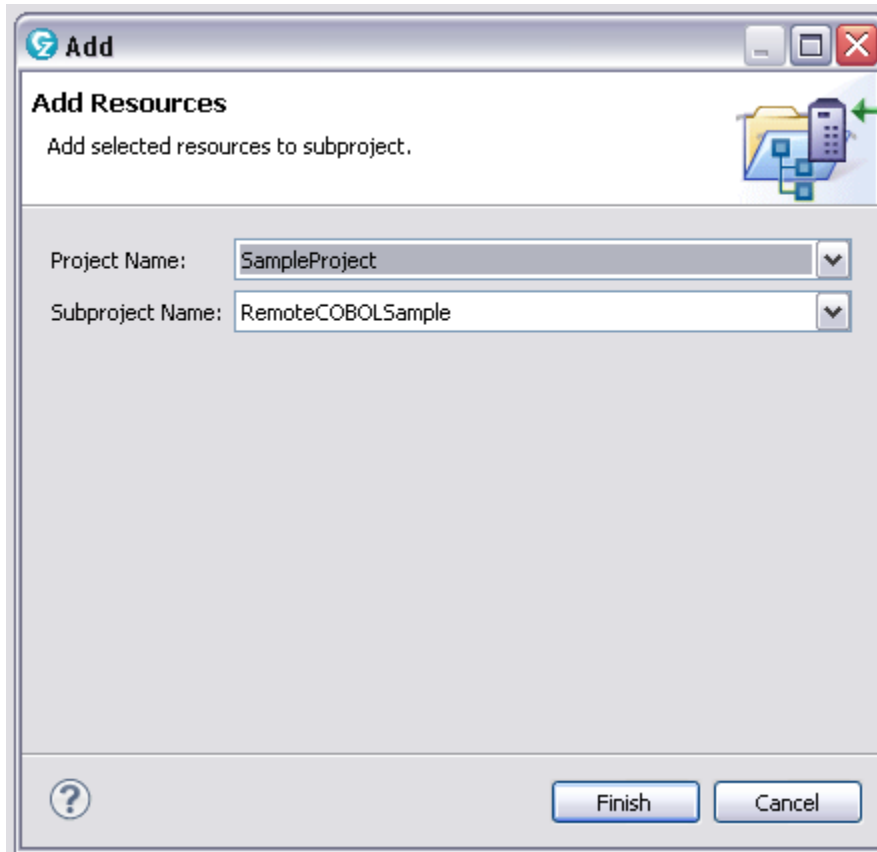 Add
Add Resources
Add selected resources to subproject.
Project Name: SampleProject
Subproject Name: RemoteCOBOLSample
?
Finish Cancel